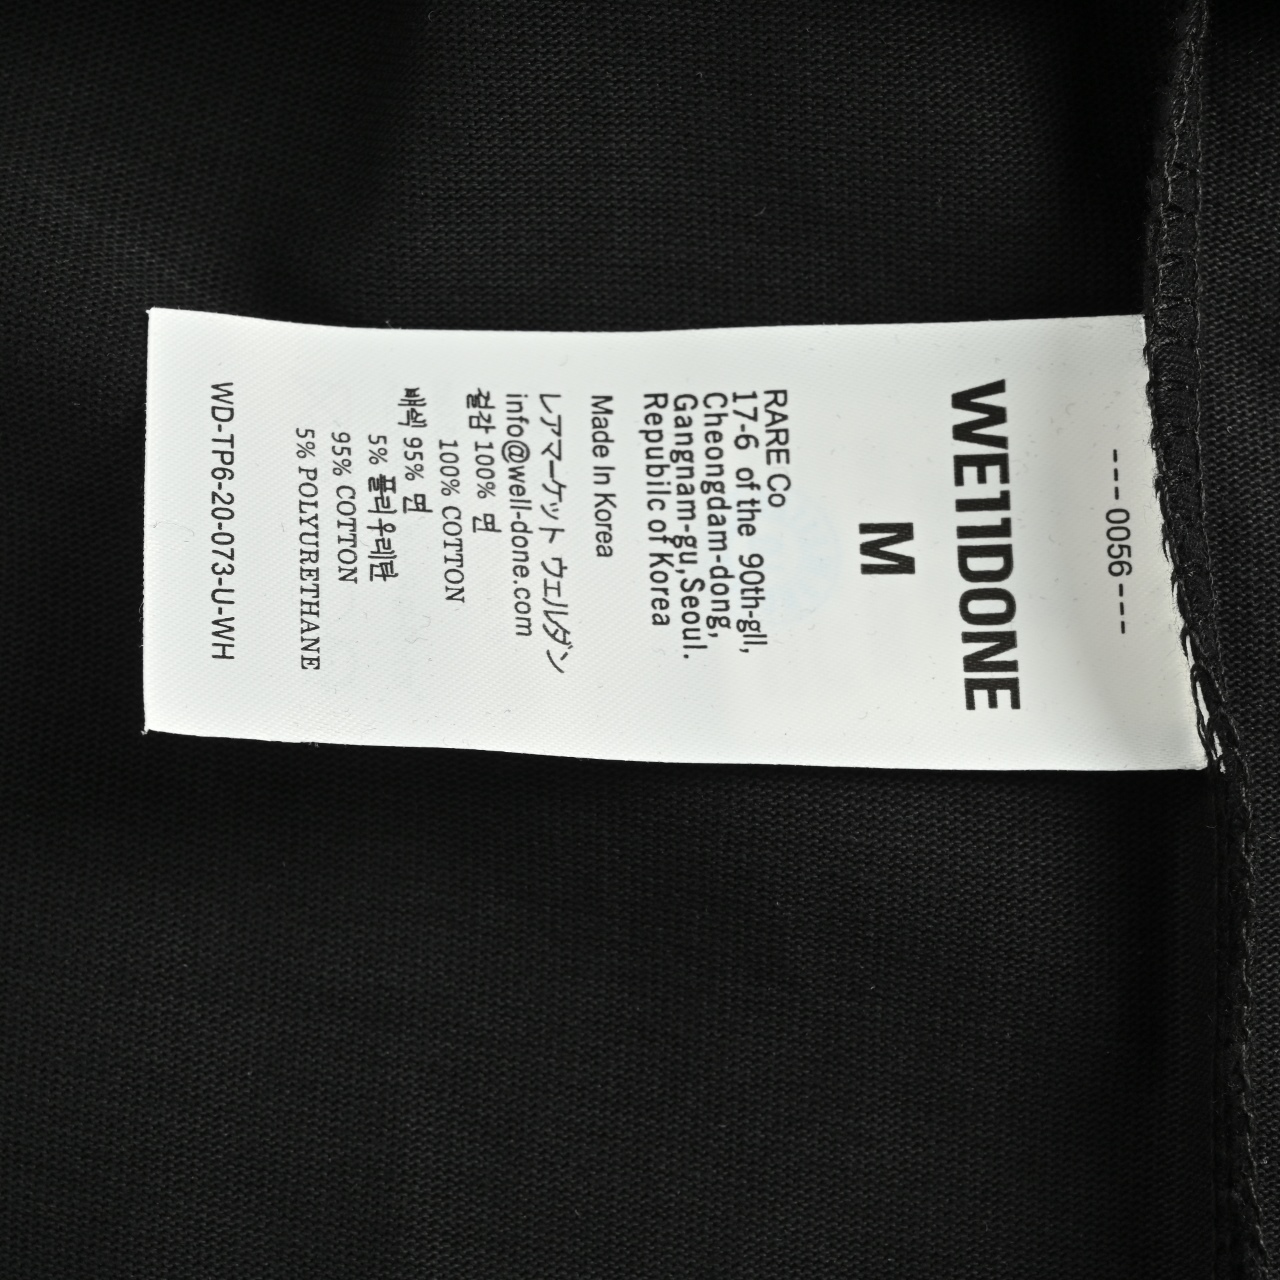 ---0056---
WE11DONE
M
RARE Co
17-6 of the 90th-gil,
Cheongdam-dong,
Gangnam-gu,Seoul.
Repubilc of Korea
Made In Korea
レアマーケット ウェルダン
info@well-done.com
겉감 100% 면
100% COTTON
배색 95% 면
5% 폴리우레탄
95% COTTON
5% POLYURETHANE
WD-TP6-20-073-U-WH